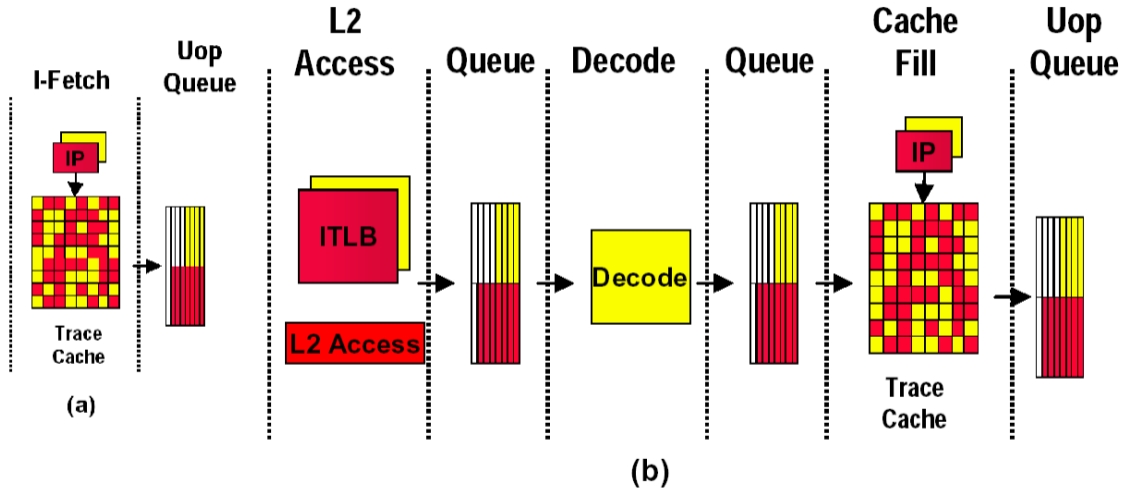 I-Fetch
Uop
Queue
IP
Trace
Cache
(a)
L2
Access
ITLB
L2 Access
Queue
Decode
Decode
Queue
Cache
Fill
IP
Trace
Cache
Uop
Queue
(b)